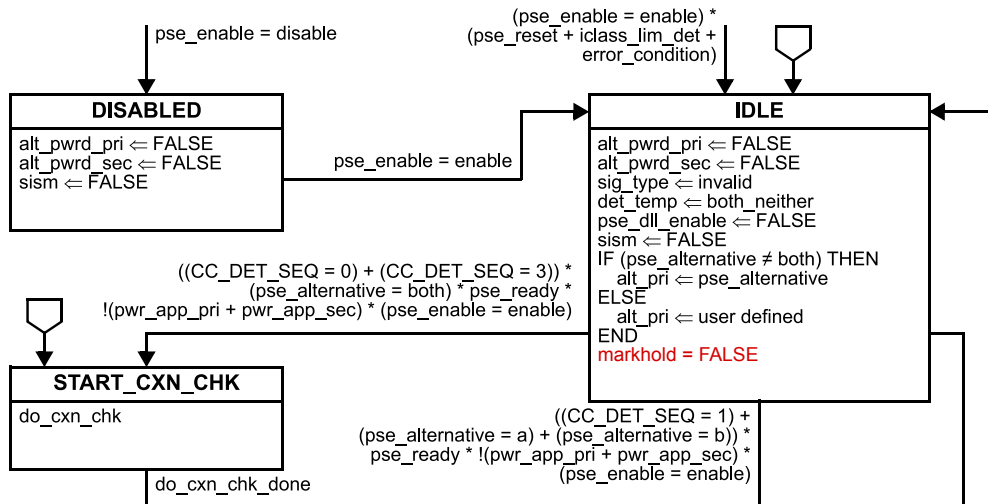 pse_enable = disable
(pse_enable = enable) *
(pse_reset + iclass_lim_det +
error_condition)
DISABLED
alt_pwrd_pri ⇐ FALSE
alt_pwrd_sec ⇐ FALSE
sism ⇐ FALSE
pse_enable = enable
IDLE
alt_pwrd_pri ⇐ FALSE
alt_pwrd_sec ⇐ FALSE
sig_type ⇐ invalid
det_temp ⇐ both_neither
pse_dll_enable ⇐ FALSE
sism ⇐ FALSE
IF (pse_alternative ≠ both) THEN
alt_pri ⇐ pse_alternative
ELSE
alt_pri ⇐ user defined
END
markhold = FALSE
((CC_DET_SEQ = 0) + (CC_DET_SEQ = 3)) *
(pse_alternative = both) * pse_ready *
!(pwr_app_pri + pwr_app_sec) * (pse_enable = enable)
START_CXN_CHK
do_cxn_chk
do_cxn_chk_done
((CC_DET_SEQ = 1) +
(pse_alternative = a) + (pse_alternative = b)) *
pse_ready * !(pwr_app_pri + pwr_app_sec) *
(pse_enable = enable)